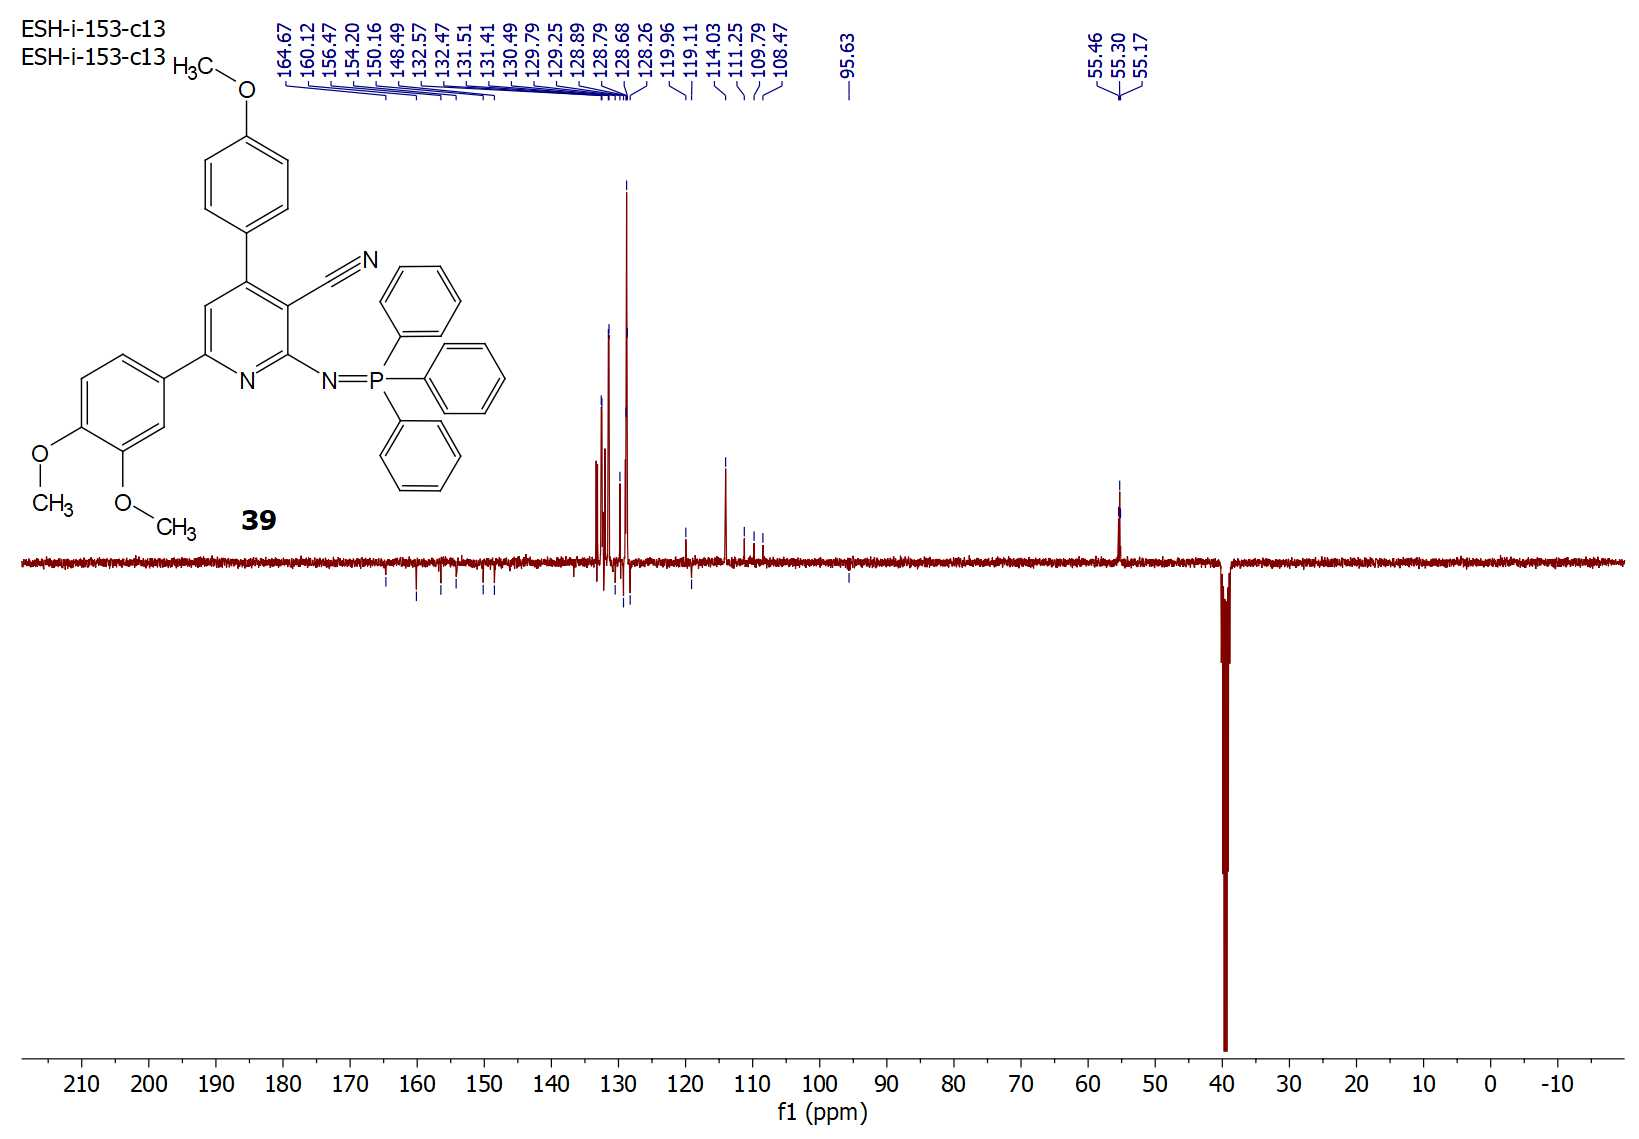 ESH-i-153-c13
ESH-i-153-c13
164.67
160.12
156.47
154.20
150.16
148.49
132.57
132.47
131.51
131.41
130.49
129.79
129.25
128.89
128.79
128.68
128.26
119.96
119.11
114.03
111.25
109.79
108.47
95.63
55.46
55.30
55.17
H₃C
O
N
N
N
P
O
CH₃
O
CH₃
39
210 200 190 180 170 160 150 140 130 120 110 100 90 80 70 60 50 40 30 20 10 0 -10
f1 (ppm)